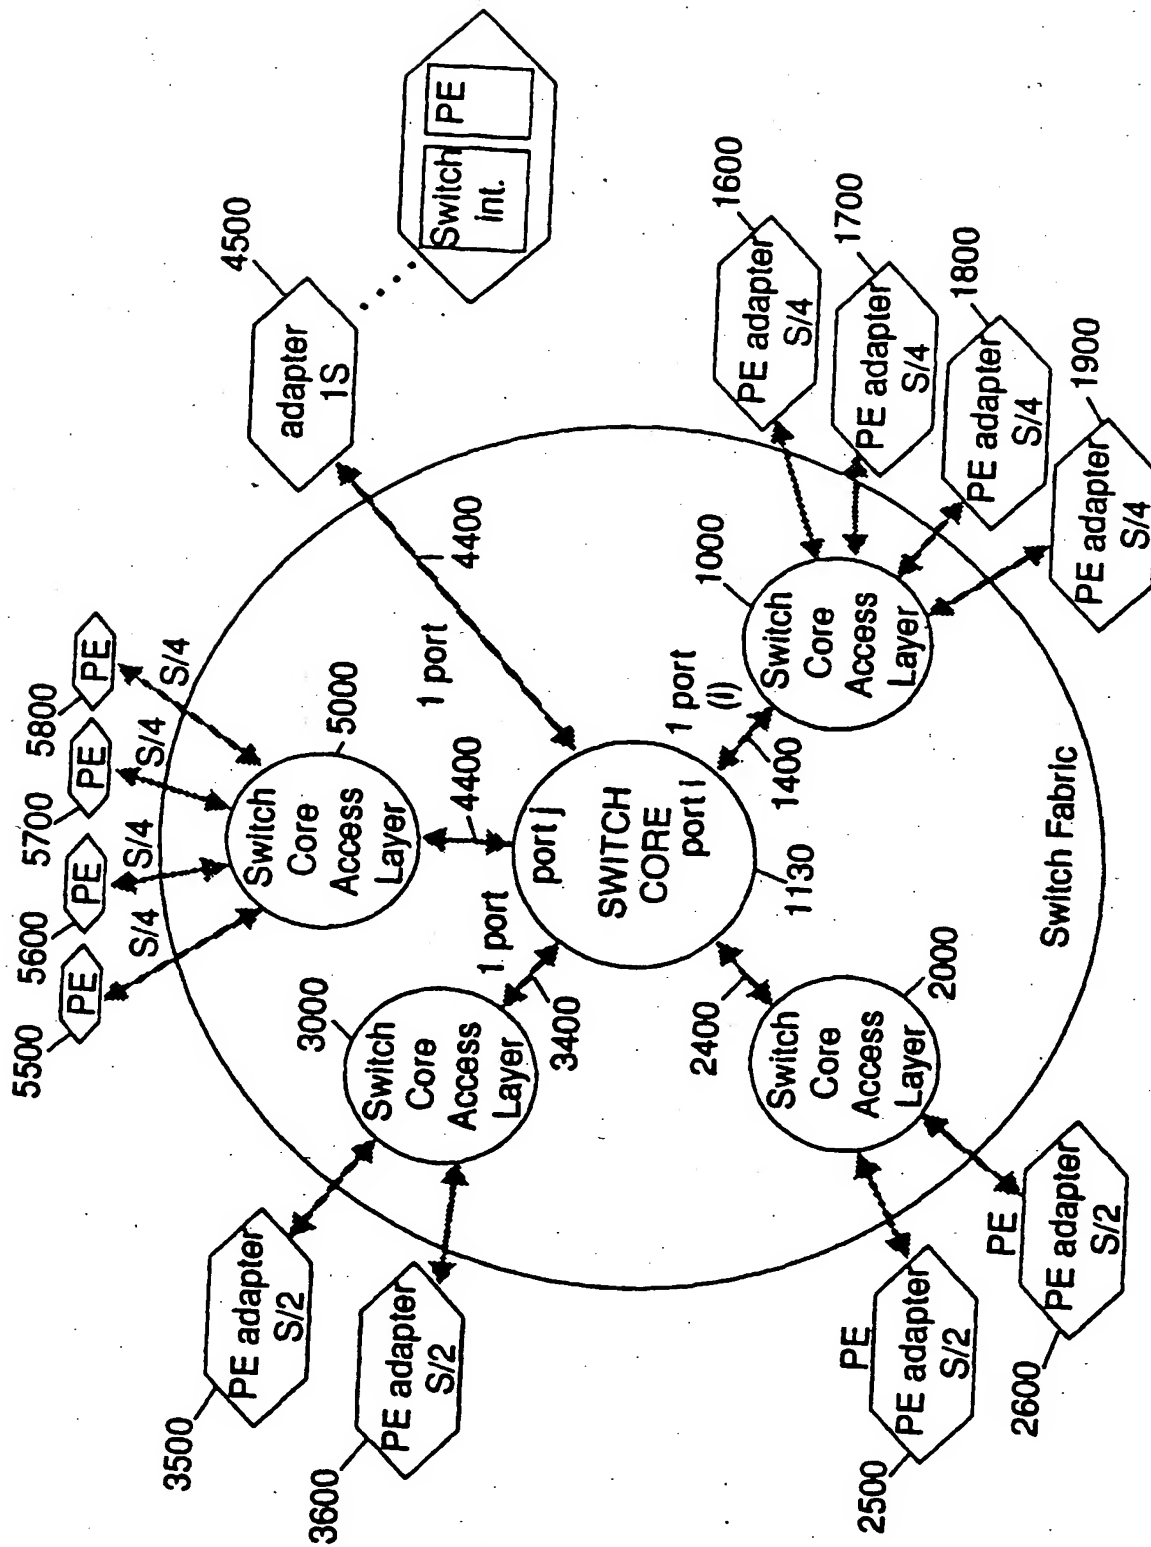 5500
5600
5700
5800
PE
PE
PE
PE
S/4
S/4
S/4
S/4
Switch
Core
Access
Layer
5000
4400
4500
adapter
1S
1 port
4400
Switch
int.
PE
3500
PE adapter
S/2
3600
PE adapter
S/2
3000
Switch
Core
Access
Layer
1 port
3400
port j
SWITCH
CORE
port i
1130
1 port
(i)
1400
1000
Switch
Core
Access
Layer
1600
PE adapter
S/4
1700
PE adapter
S/4
1800
PE adapter
S/4
1900
PE adapter
S/4
2400
2000
Switch
Core
Access
Layer
2500
PE
PE adapter
S/2
2600
PE
PE adapter
S/2
Switch Fabric